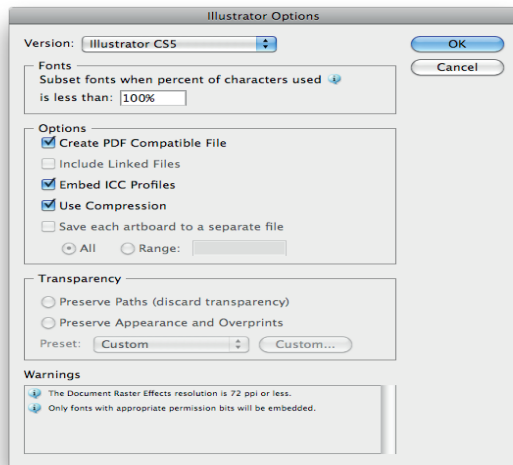 Illustrator Options
Version: Illustrator CS5
OK
Cancel
Fonts
Subset fonts when percent of characters used
is less than: 100%
Options
Create PDF Compatible File
Include Linked Files
Embed ICC Profiles
Use Compression
Save each artboard to a separate file
All Range:
Transparency
Preserve Paths (discard transparency)
Preserve Appearance and Overprints
Preset: Custom Custom...
Warnings
The Document Raster Effects resolution is 72 ppi or less.
Only fonts with appropriate permission bits will be embedded.